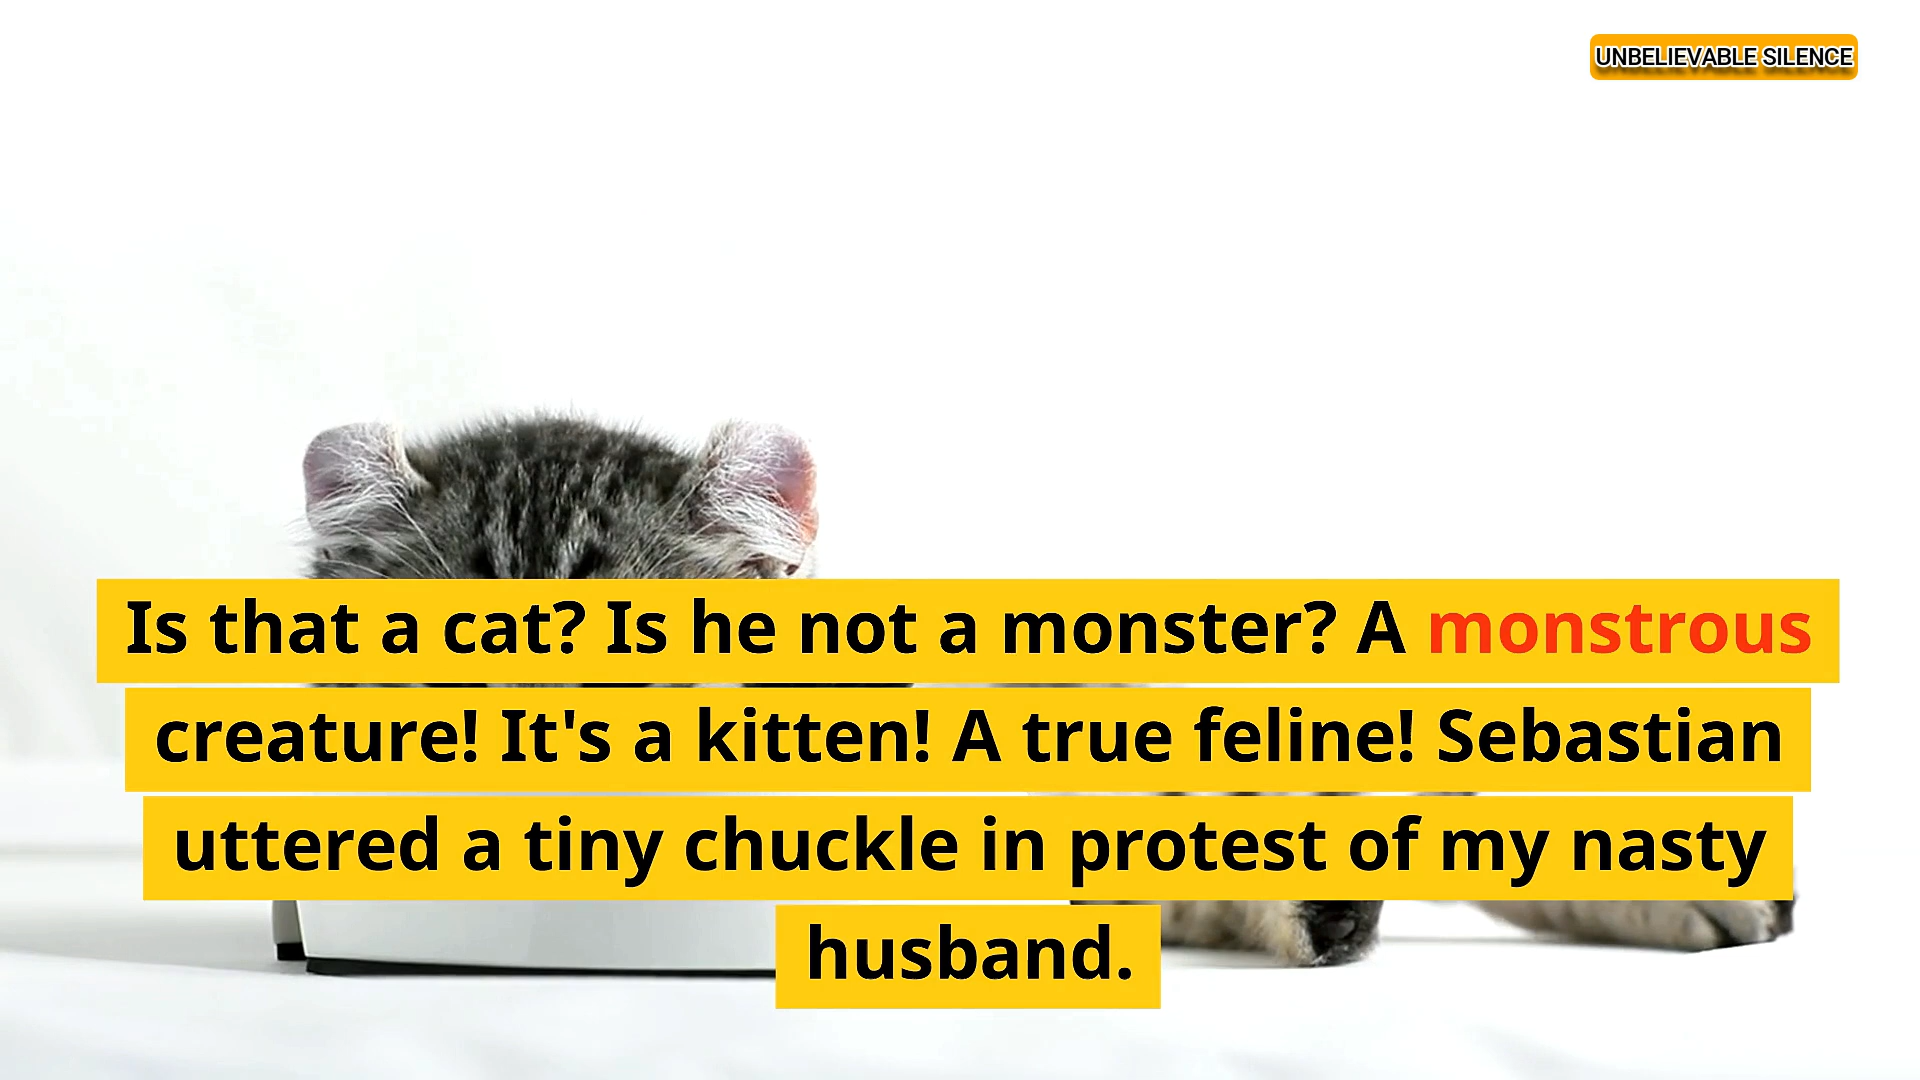 UNBELIEVABLE SILENCE
Is that a cat? Is he not a monster? A monstrous
creature! It's a kitten! A true feline! Sebastian
uttered a tiny chuckle in protest of my nasty
husband.